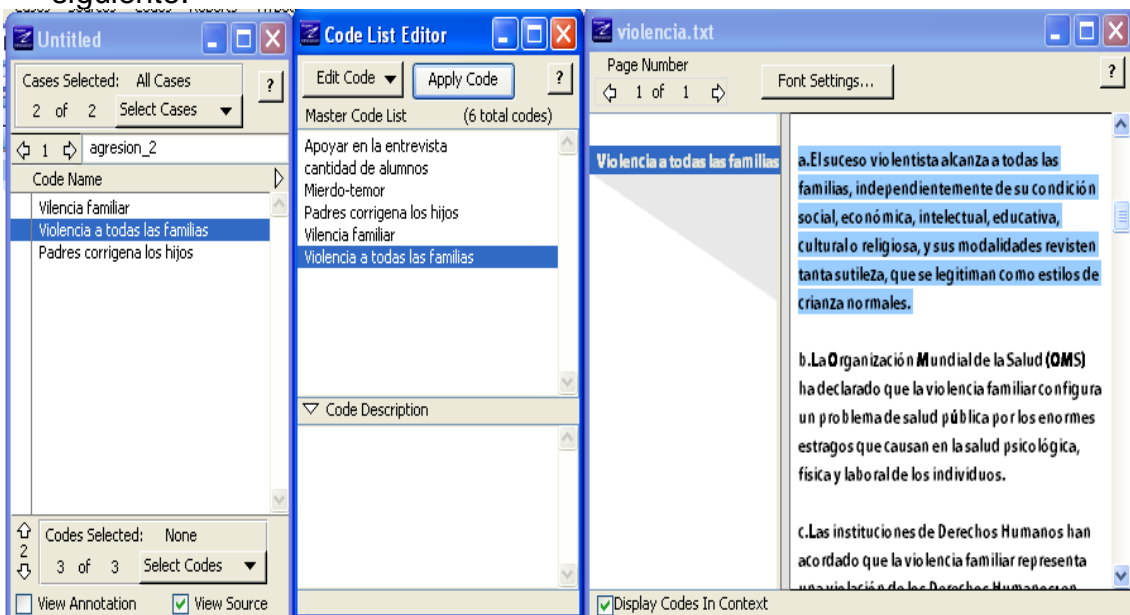 siguiente:
Untitled
Cases Selected: All Cases
2 of 2 Select Cases
?
1 agresion_2
Code Name
Vilencia familiar
Violencia a todas las familias
Padres corrigena los hijos
2
Codes Selected: None
3 of 3 Select Codes
View Annotation View Source
Code List Editor
Edit Code Apply Code ?
Master Code List (6 total codes)
Apoyar en la entrevista
cantidad de alumnos
Mierdo-temor
Padres corrigena los hijos
Vilencia familiar
Violencia a todas las familias
Code Description
violencia.txt
Page Number
1 of 1
Font Settings...
?
Violencia a todas las familias
a.El suceso violentista alcanza a todas las
familias, independientemente de su condición
social, económica, intelectual, educativa,
cultural o religiosa, y sus modalidades revisten
tanta sutileza, que se legitiman como estilos de
crianza normales.
b.La Organización Mundial de la Salud (OMS)
ha declarado que la violencia familiar configura
un problema de salud pública por los enormes
estragos que causan en la salud psicológica,
física y laboral de los individuos.
c.Las instituciones de Derechos Humanos han
acordado que la violencia familiar representa
una violación de los Derechos Humanos
Display Codes In Context